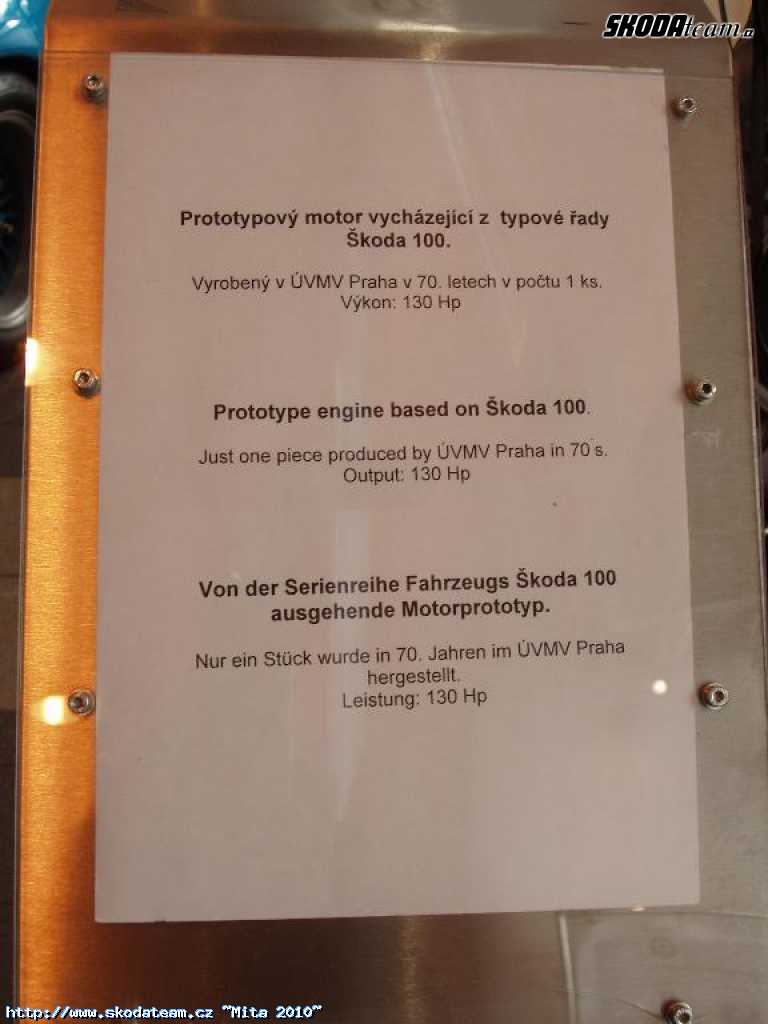 SKODAteam.cz
Prototypový motor vycházející z typové řady
Škoda 100.
Vyrobený v ÚVMV Praha v 70. letech v počtu 1 ks.
Výkon: 130 Hp
Prototype engine based on Škoda 100.
Just one piece produced by ÚVMV Praha in 70´s.
Output: 130 Hp
Von der Serienreihe Fahrzeugs Škoda 100
ausgehende Motorprototyp.
Nur ein Stück wurde in 70. Jahren im ÚVMV Praha
hergestellt.
Leistung: 130 Hp
http://www.skodateam.cz ~Mita 2010~